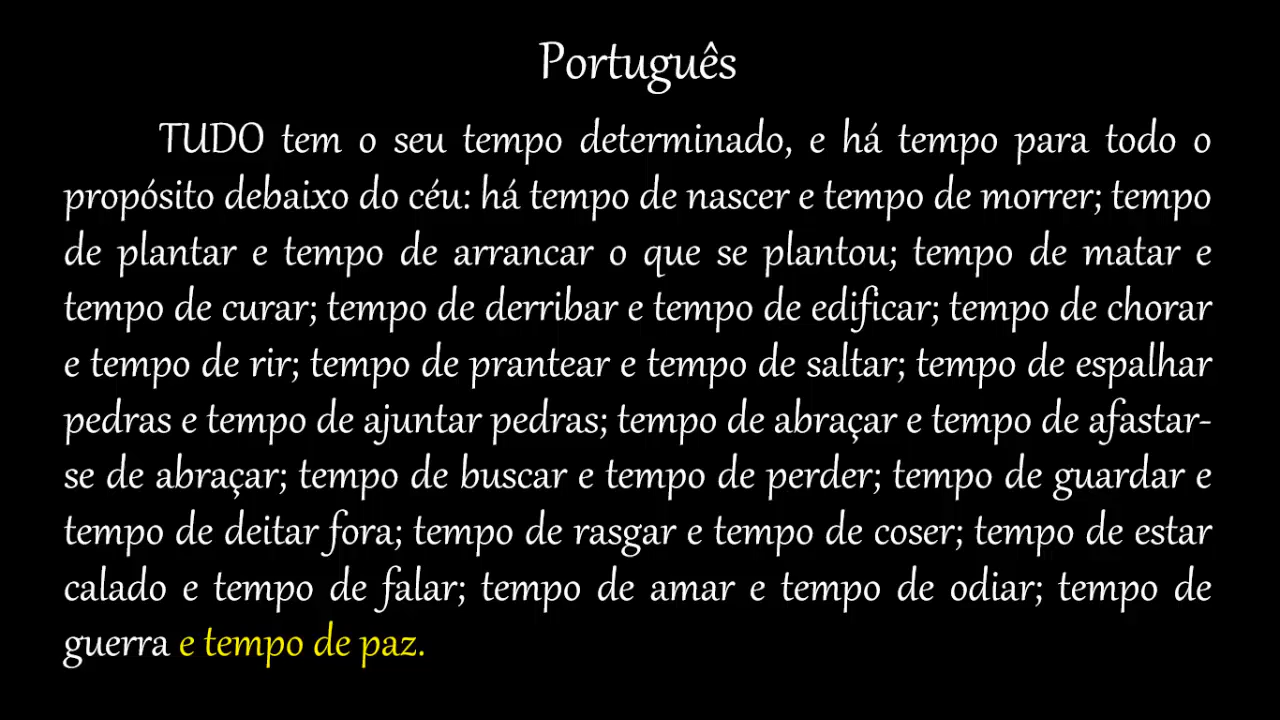 Português
TUDO tem o seu tempo determinado, e há tempo para todo o
propósito debaixo do céu: há tempo de nascer e tempo de morrer; tempo
de plantar e tempo de arrancar o que se plantou; tempo de matar e
tempo de curar; tempo de derribar e tempo de edificar; tempo de chorar
e tempo de rir; tempo de prantear e tempo de saltar; tempo de espalhar
pedras e tempo de ajuntar pedras; tempo de abraçar e tempo de afastar-
se de abraçar; tempo de buscar e tempo de perder; tempo de guardar e
tempo de deitar fora; tempo de rasgar e tempo de coser; tempo de estar
calado e tempo de falar; tempo de amar e tempo de odiar; tempo de
guerra e tempo de paz.